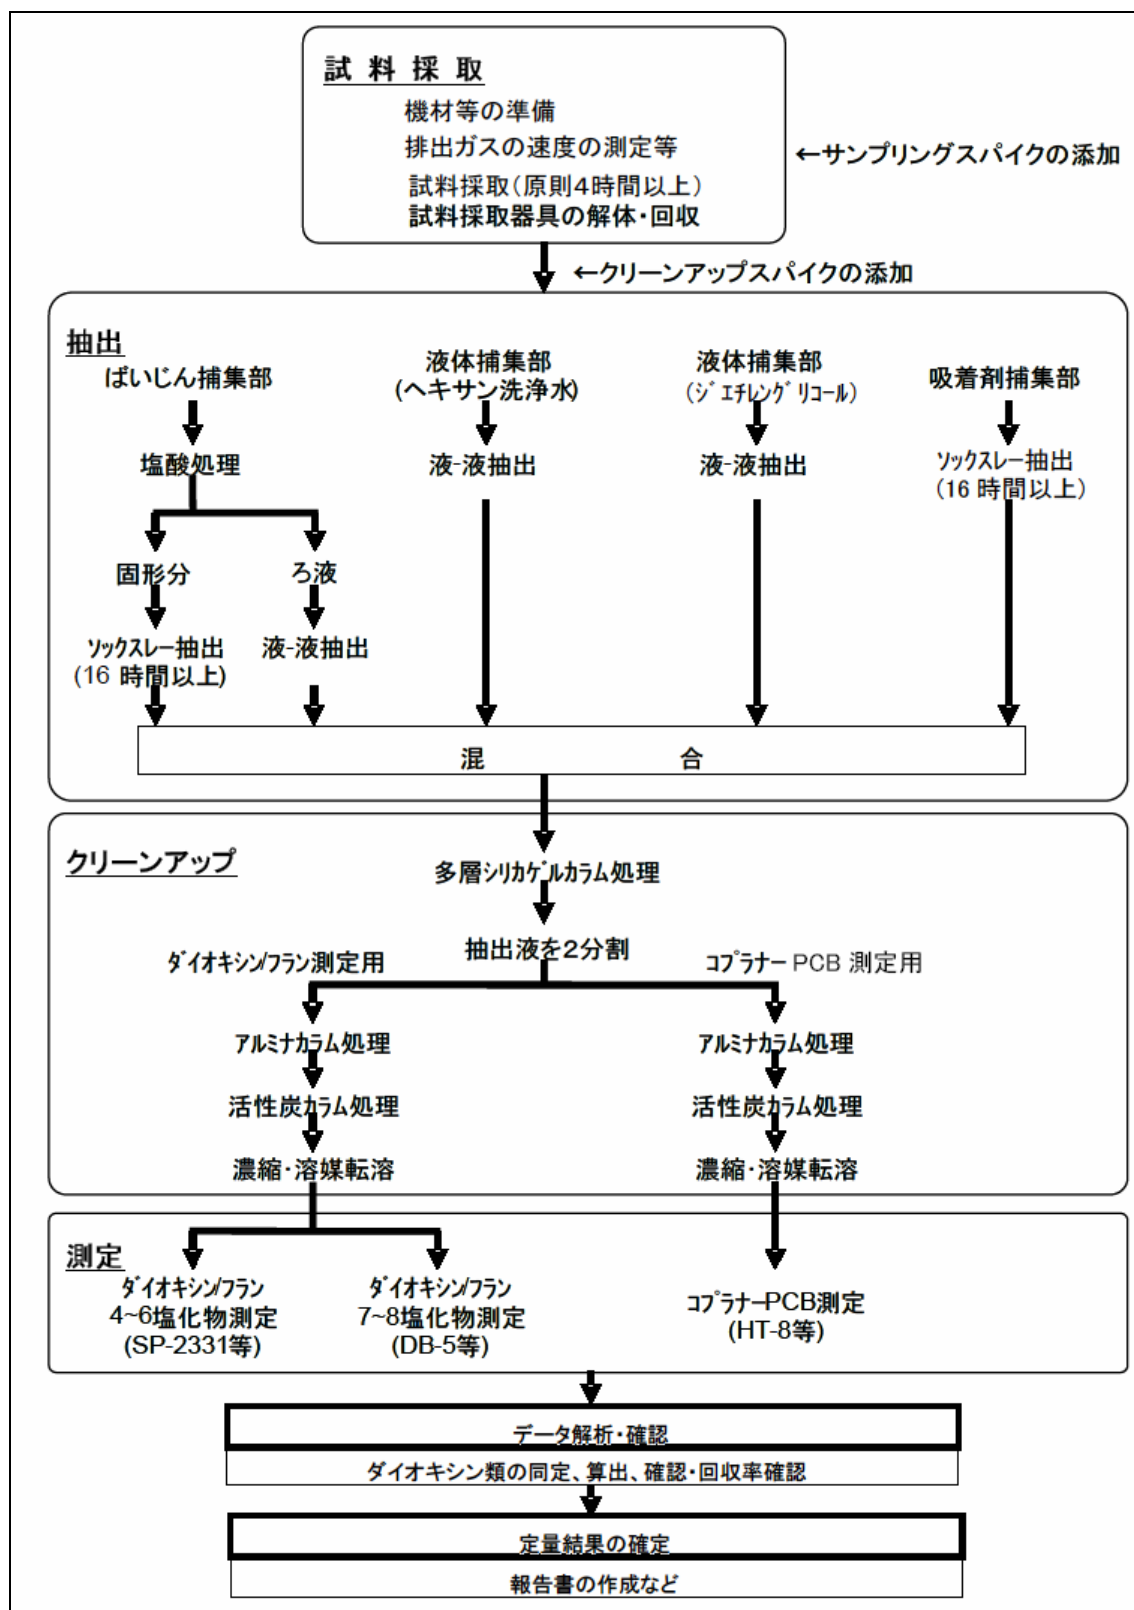 試料採取
機材等の準備
排出ガスの速度の測定等
試料採取(原則4時間以上)
試料採取器具の解体・回収
←サンプリングスパイクの添加
←クリーンアップスパイクの添加
抽出
ばいじん捕集部
塩酸処理
固形分
ろ液
ソックスレー抽出
(16 時間以上)
液-液抽出
液体捕集部
(ヘキサン洗浄水)
液-液抽出
液体捕集部
(ジエチレングリコール)
液-液抽出
吸着剤捕集部
ソックスレー抽出
(16 時間以上)
混 合
クリーンアップ
多層シリカゲルカラム処理
抽出液を2分割
ダイオキシン/フラン測定用
コプラナーPCB 測定用
アルミナカラム処理
活性炭カラム処理
濃縮・溶媒転溶
アルミナカラム処理
活性炭カラム処理
濃縮・溶媒転溶
測定
ダイオキシン/フラン
4~6塩化物測定
(SP-2331等)
ダイオキシン/フラン
7~8塩化物測定
(DB-5等)
コプラナーPCB測定
(HT-8等)
データ解析・確認
ダイオキシン類の同定、算出、確認・回収率確認
定量結果の確定
報告書の作成など